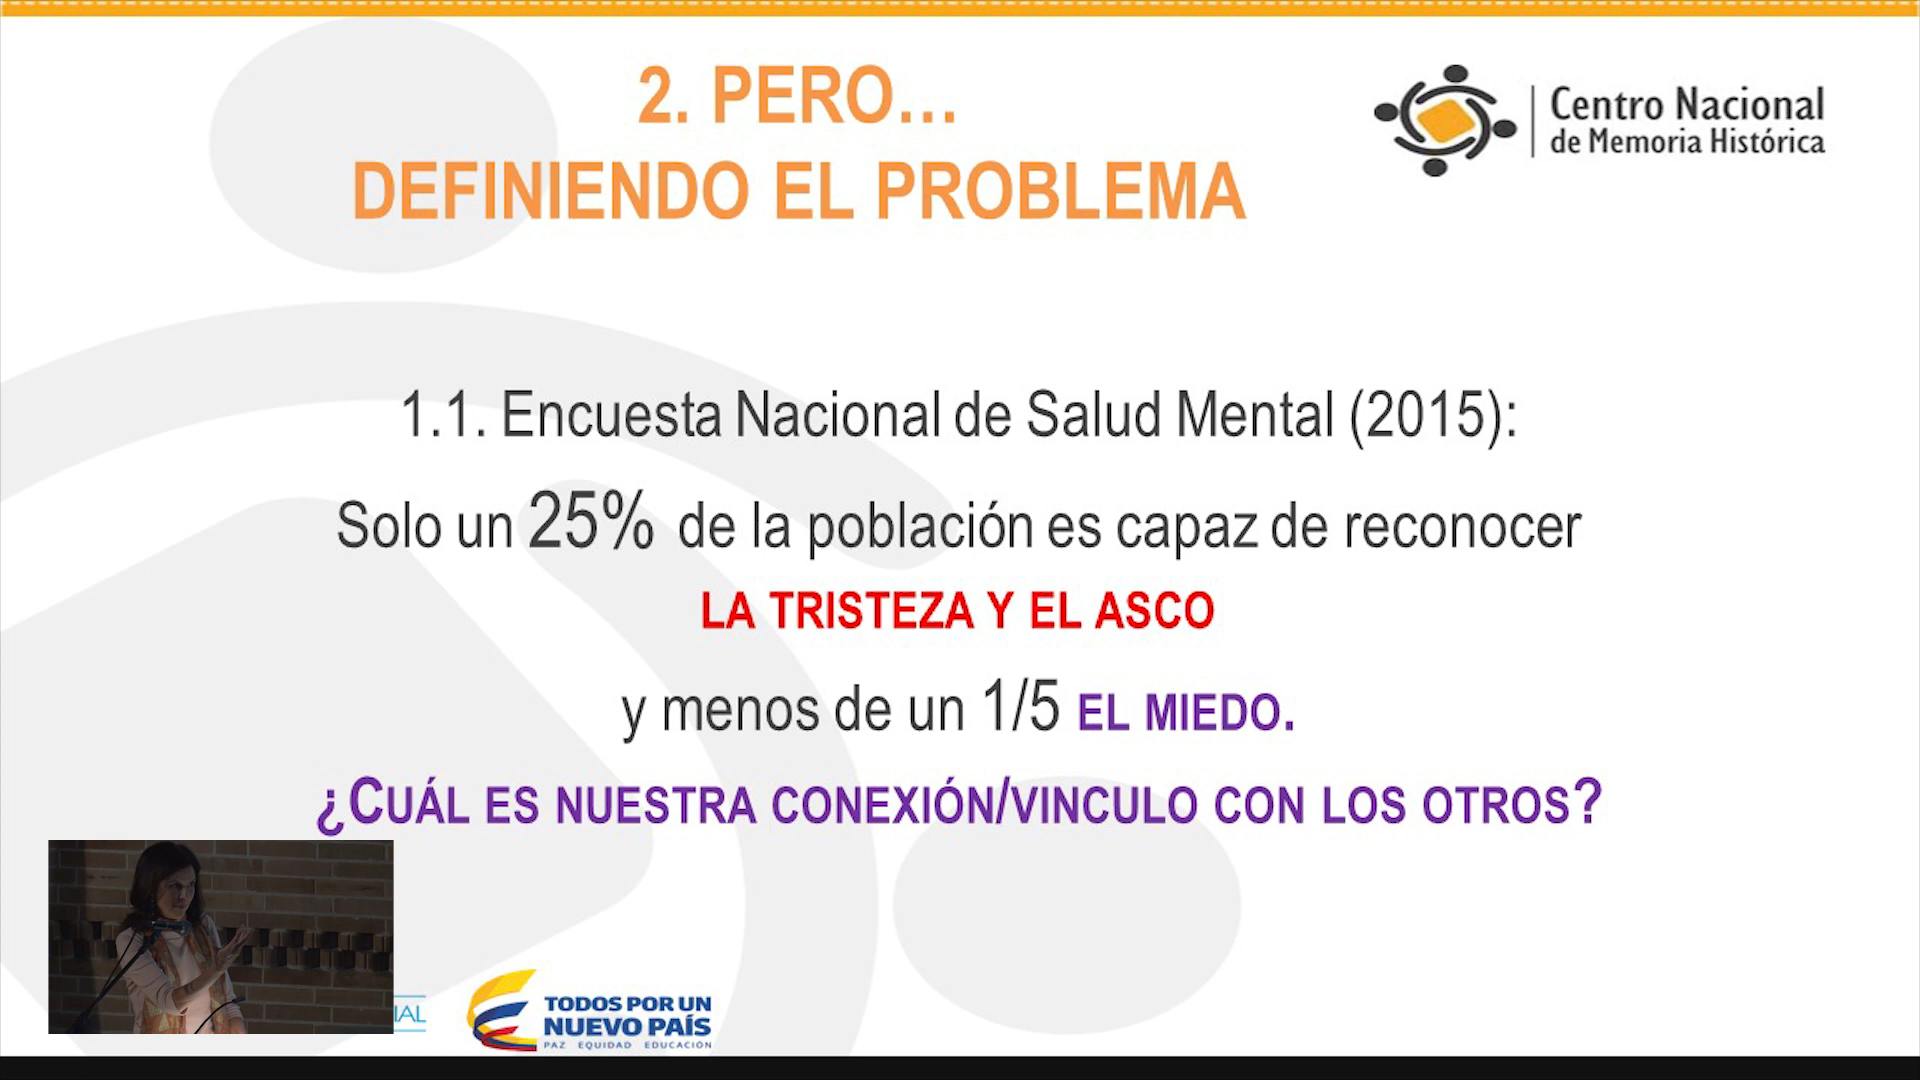 2. PERO...
DEFINIENDO EL PROBLEMA
Centro Nacional
de Memoria Histórica
1.1. Encuesta Nacional de Salud Mental (2015):
Solo un 25% de la población es capaz de reconocer
LA TRISTEZA Y EL ASCO
y menos de un 1/5 EL MIEDO.
¿CUÁL ES NUESTRA CONEXIÓN/VINCULO CON LOS OTROS?
IAL
TODOS POR UN
NUEVO PAÍS
PAZ EQUIDAD EDUCACIÓN